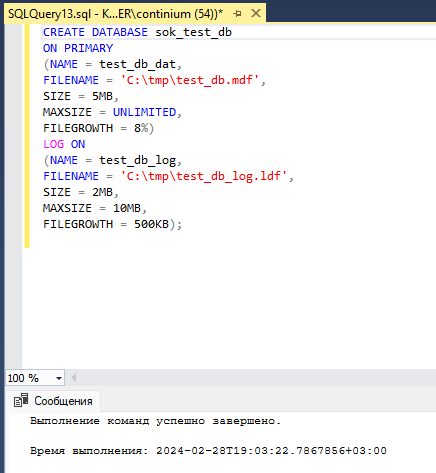 SQLQuery13.sql - K...ER\continium (54))*
CREATE DATABASE sok_test_db
ON PRIMARY
(NAME = test_db_dat,
FILENAME = 'C:\tmp\test_db.mdf',
SIZE = 5MB,
MAXSIZE = UNLIMITED,
FILEGROWTH = 8%)
LOG ON
(NAME = test_db_log,
FILENAME = 'C:\tmp\test_db_log.ldf',
SIZE = 2MB,
MAXSIZE = 10MB,
FILEGROWTH = 500KB);
100 %
Сообщения
Выполнение команд успешно завершено.
Время выполнения: 2024-02-28T19:03:22.7867856+03:00